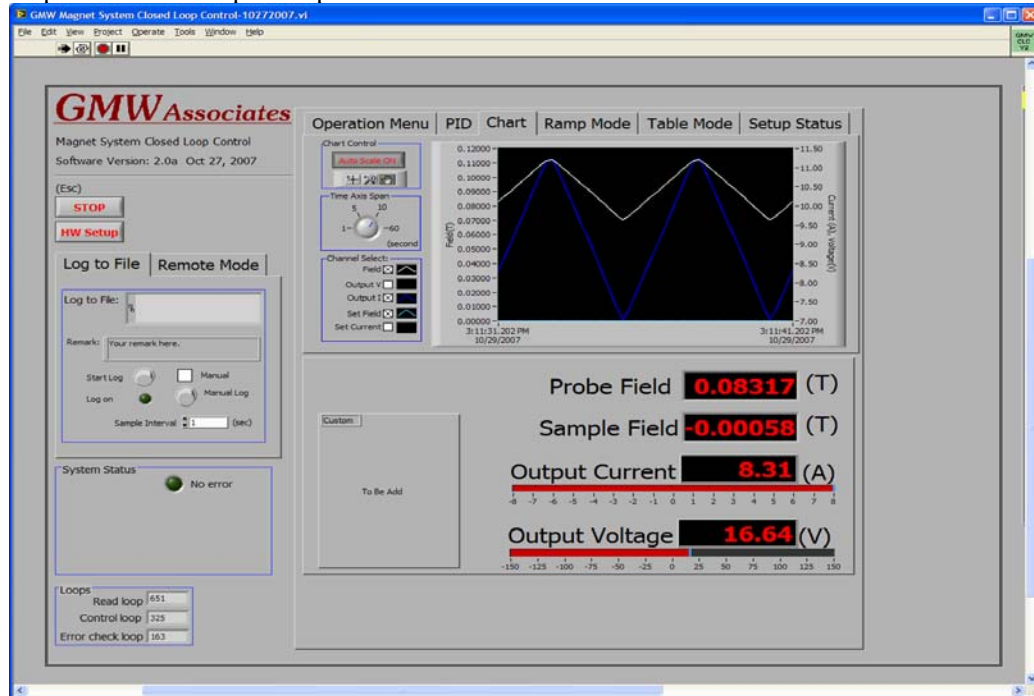 GMW Magnet System Closed Loop Control-10272007.vi
File Edit View Project Operate Tools Window Help
GMW
CLC
V2
GMW Associates
Magnet System Closed Loop Control
Software Version: 2.0a Oct 27, 2007
(Esc)
STOP
HW Setup
Log to File Remote Mode
Log to File:
Remark: Your remark here.
Start Log Manual
Log on Manual Log
Sample Interval 1 (sec)
System Status
No error
Loops
Read loop 651
Control loop 325
Error check loop 163
Operation Menu PID Chart Ramp Mode Table Mode Setup Status
Chart Control
Auto Scale ON
Time Axis Span
5 10
1 60
(second
Channel Select:
Field
Output V
Output I
Set Field
Set Current
Field(T)
0.12000
0.11000
0.10000
0.09000
0.08000
0.07000
0.06000
0.05000
0.04000
0.03000
0.02000
0.01000
0.00000
11.50
11.00
10.50
10.00
9.50
9.00
8.50
8.00
7.50
7.00
Current (A), voltage(V)
3:11:31.202 PM
10/29/2007
3:11:41.202 PM
10/29/2007
Custom
To Be Add
Probe Field 0.08317 (T)
Sample Field -0.00058 (T)
Output Current 8.31 (A)
-8 -7 -6 -5 -4 -3 -2 -1 0 1 2 3 4 5 6 7 8
Output Voltage 16.64 (V)
-150 -125 -100 -75 -50 -25 0 25 50 75 100 125 150